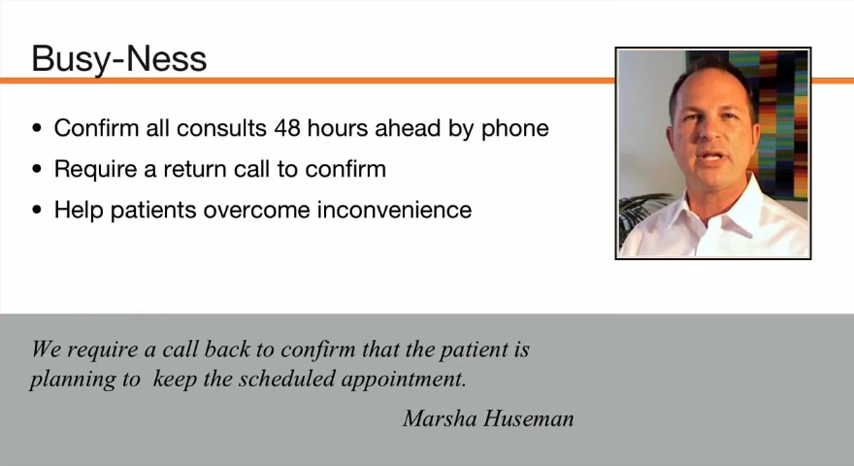 Busy-Ness
• Confirm all consults 48 hours ahead by phone
• Require a return call to confirm
• Help patients overcome inconvenience
We require a call back to confirm that the patient is
planning to  keep the scheduled appointment.
Marsha Huseman